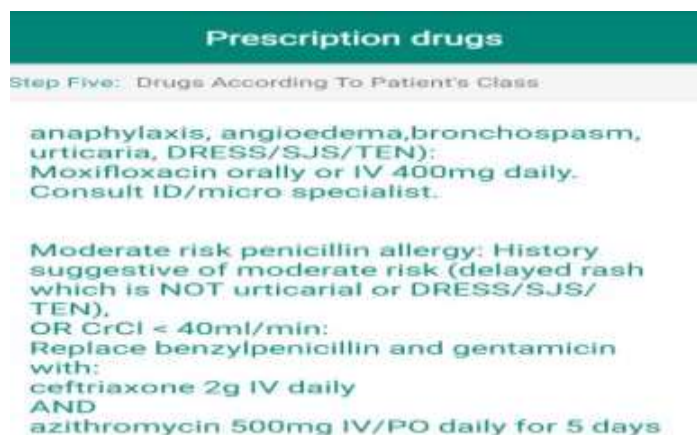 Prescription drugs
Step Five: Drugs According To Patient's Class
anaphylaxis, angioedema,bronchospasm,
urticaria, DRESS/SJS/TEN):
Moxifloxacin orally or IV 400mg daily.
Consult ID/micro specialist.
Moderate risk penicillin allergy: History
suggestive of moderate risk (delayed rash
which is NOT urticarial or DRESS/SJS/
TEN),
OR CrCl < 40ml/min:
Replace benzylpenicillin and gentamicin
with:
ceftriaxone 2g IV daily
AND
azithromycin 500mg IV/PO daily for 5 days